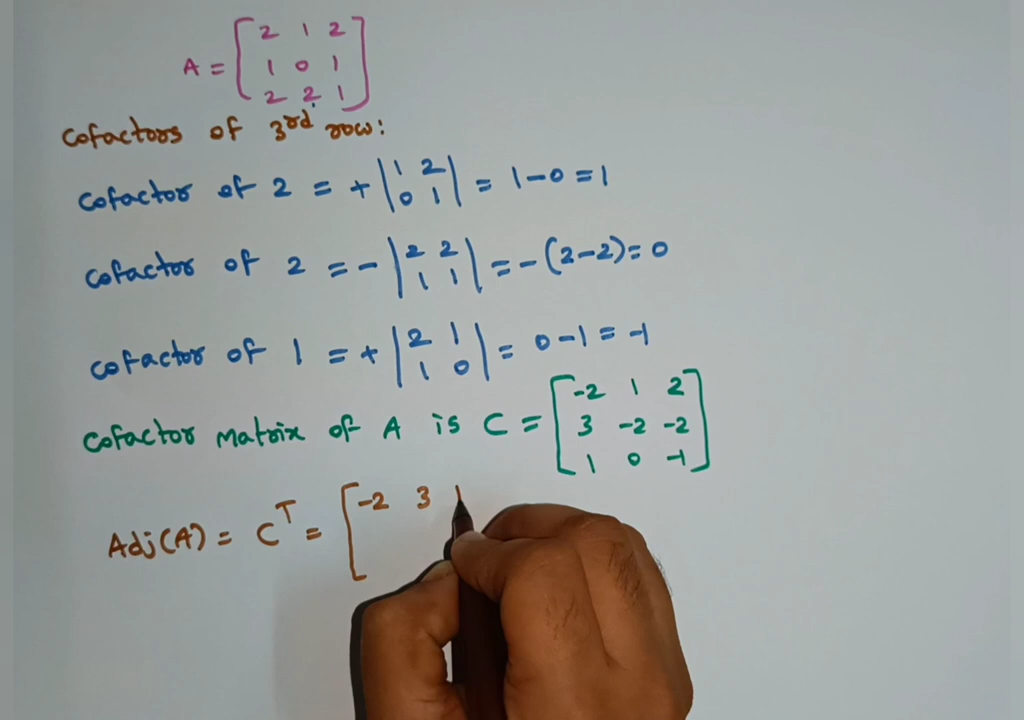 A = [2 1 2
1 0 1
2 2 1]
Cofactors of 3rd row:
Cofactor of 2 = + |1 2
0 1| = 1-0 = 1
Cofactor of 2 = - |2 2
1 1| = -(2-2) = 0
Cofactor of 1 = + |2 1
1 0| = 0-1 = -1
Cofactor Matrix of A is C = [-2 1 2
3 -2 -2
1 0 -1]
Adj(A) = C^T = [-2 3 1